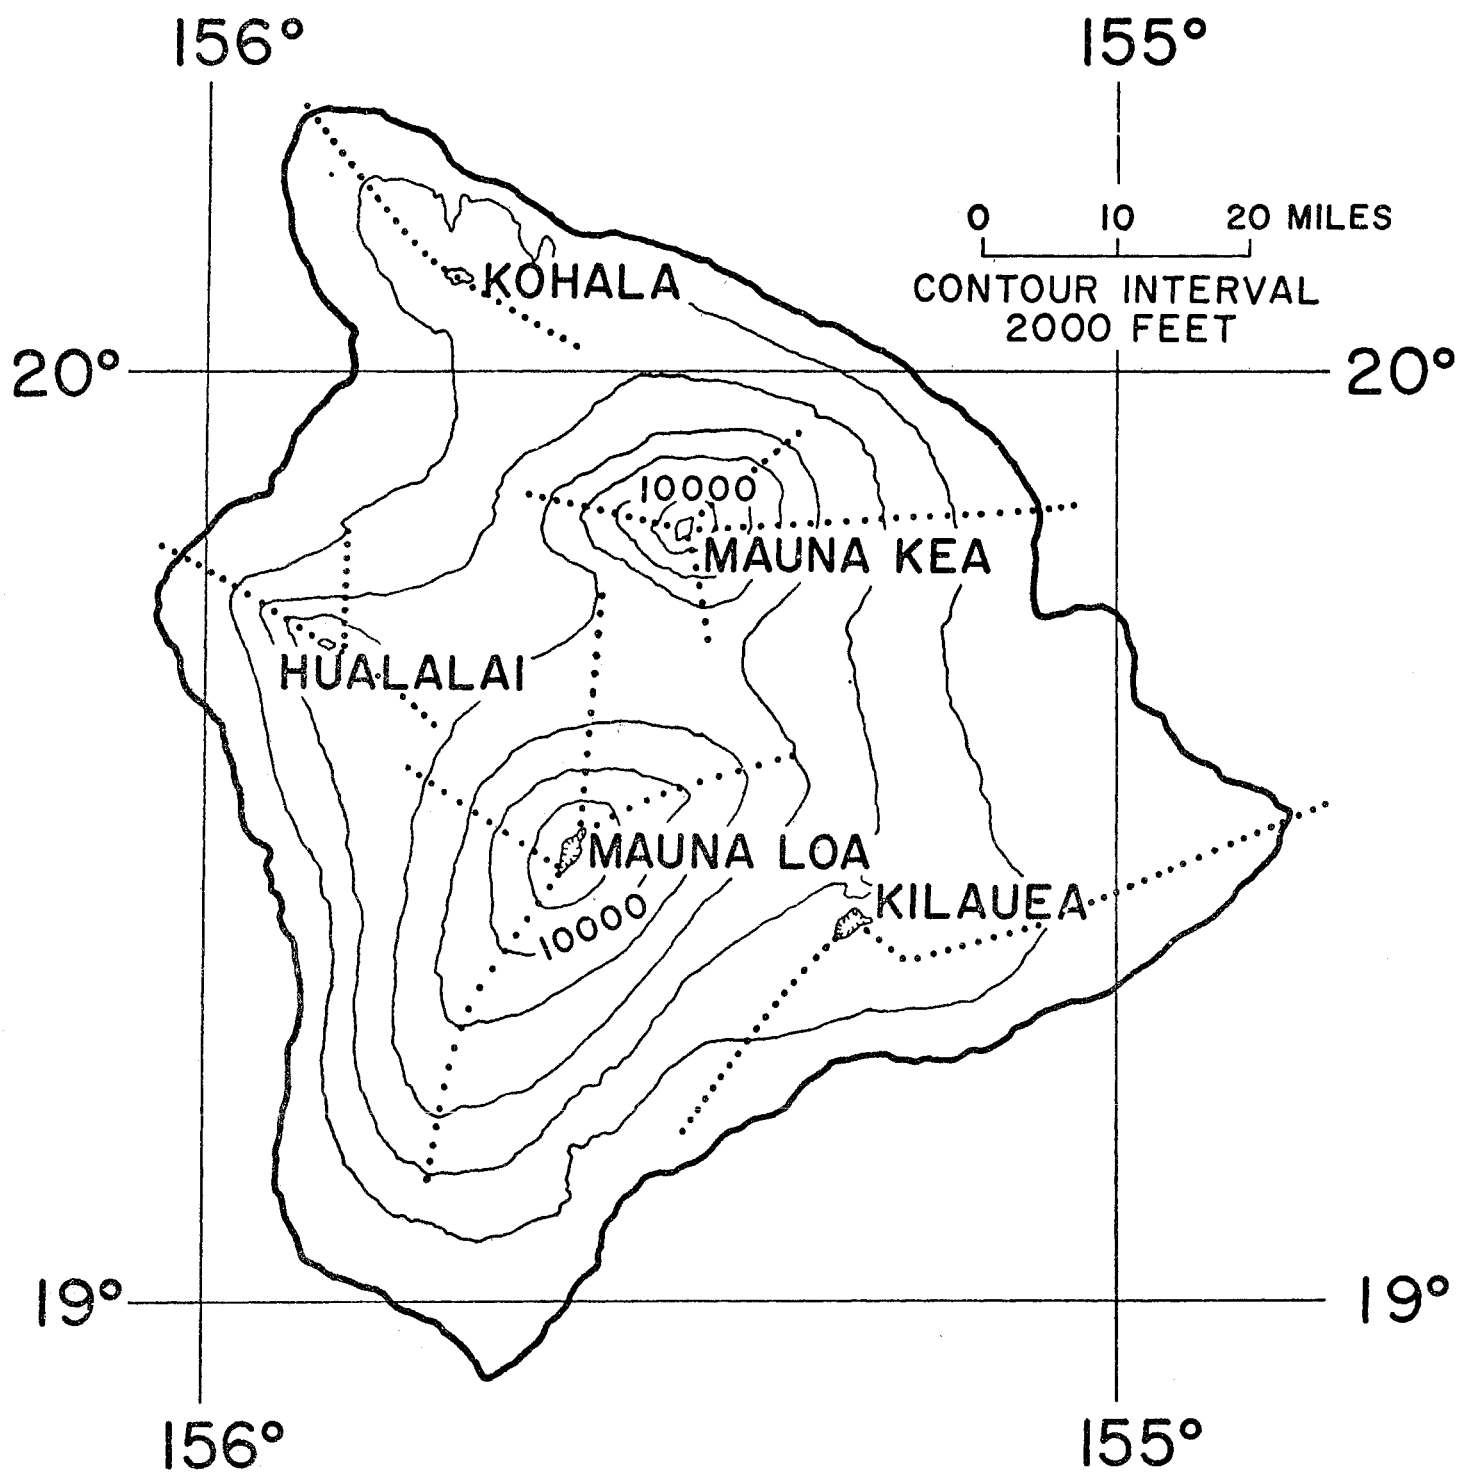 156° 155°
0 10 20 MILES
CONTOUR INTERVAL
2000 FEET
KOHALA
20° 20°
10000
MAUNA KEA
HUALALAI
MAUNA LOA
KILAUEA
10000
19° 19°
156° 155°